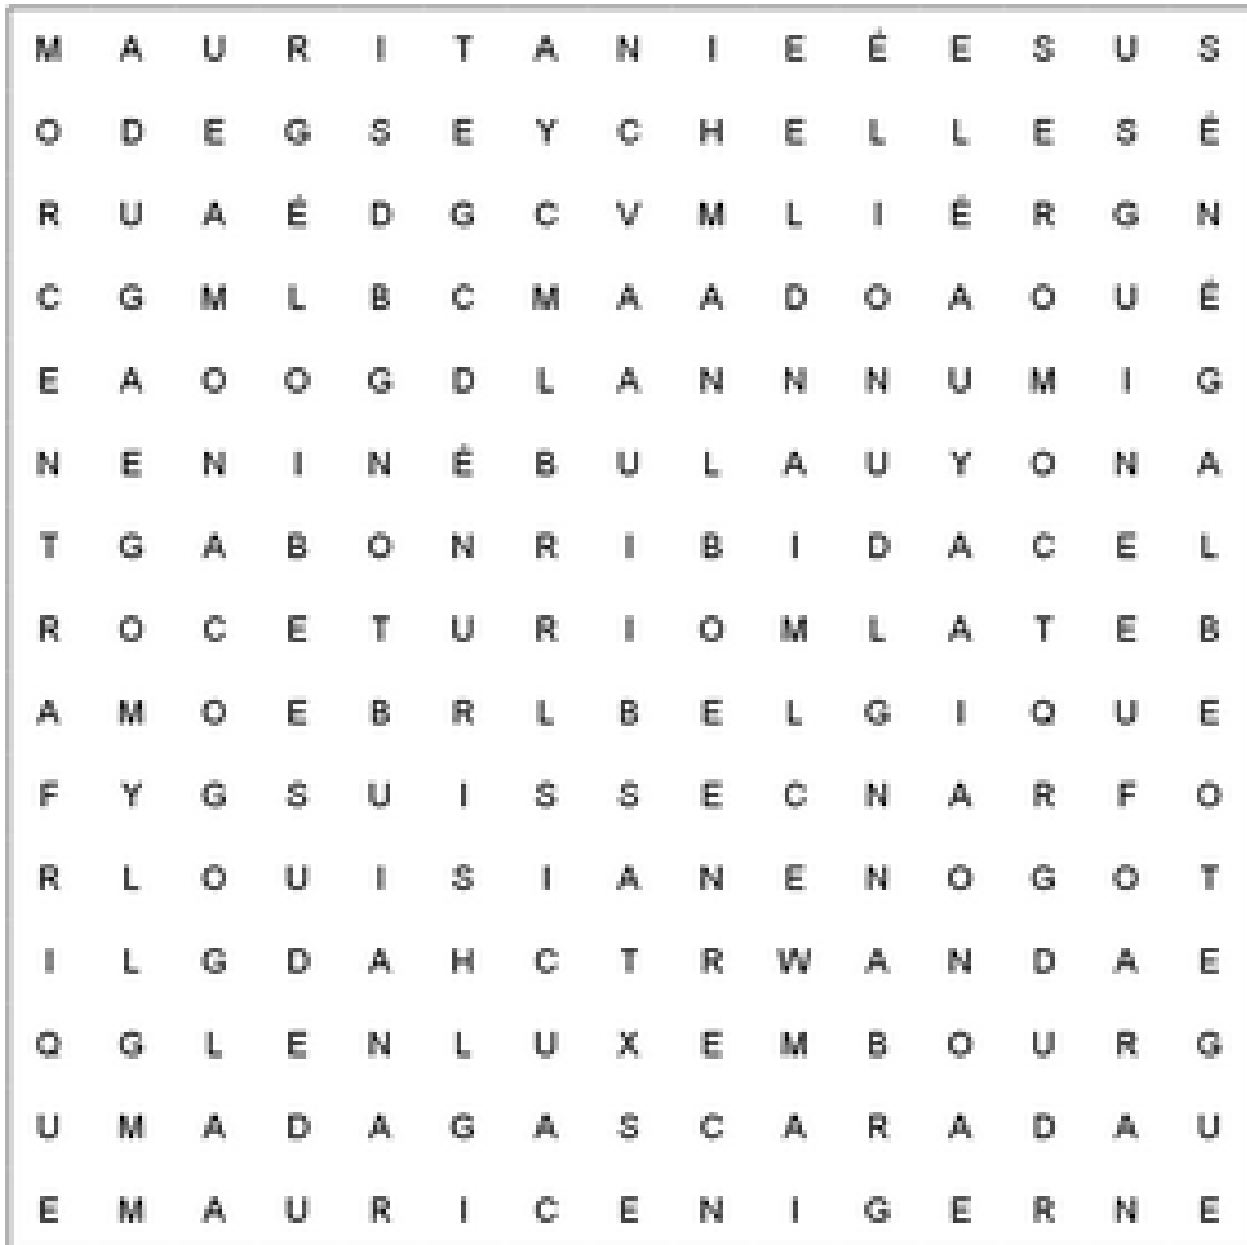 M A U R I T A N I E É E S U S
O D E G S E Y C H E L L E S É
R U A É D G C V M L I É R G N
C G M L B C M A A D O A O U É
E A O O G D L A N N N U M I G
N E N I N É B U L A U Y O N A
T G A B O N R I B I D A C E L
R O C E T U R I O M L A T E B
A M O E B R L B E L G I Q U E
F Y G S U I S S E C N A R F O
R L O U I S I A N E N O G O T
I L G D A H C T R W A N D A E
Q G L E N L U X E M B O U R G
U M A D A G A S C A R A D A U
E M A U R I C E N I G E R N E